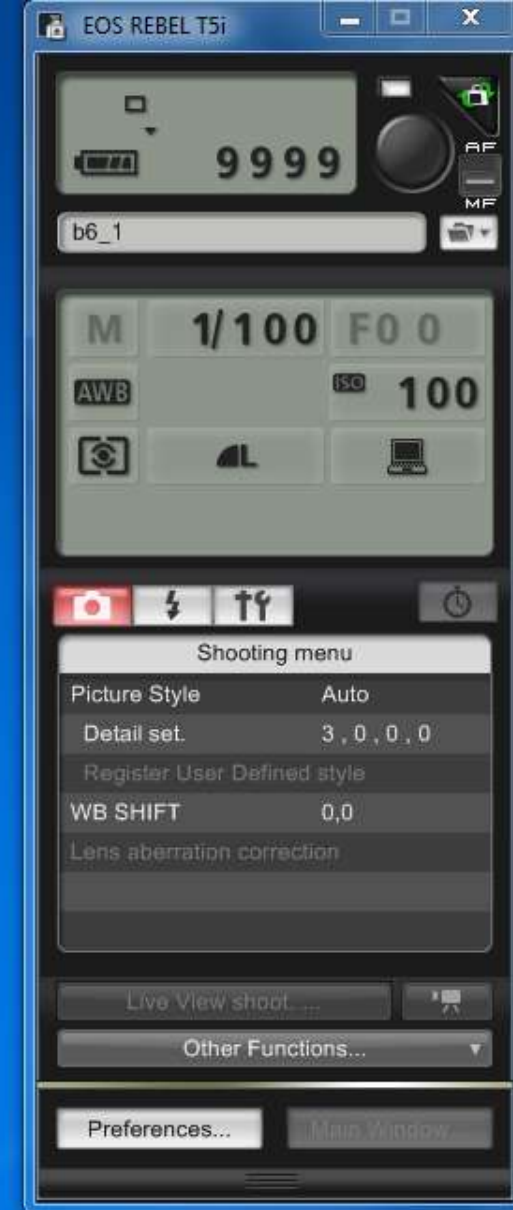 EOS REBEL T5i
9999
AF
MF
b6_1
M 1/100 F00
AWB ISO 100
L
Shooting menu
Picture Style Auto
Detail set. 3,0,0,0
Register User Defined style
WB SHIFT 0,0
Lens aberration correction
Live View shoot. ...
Other Functions...
Preferences... Main Window...